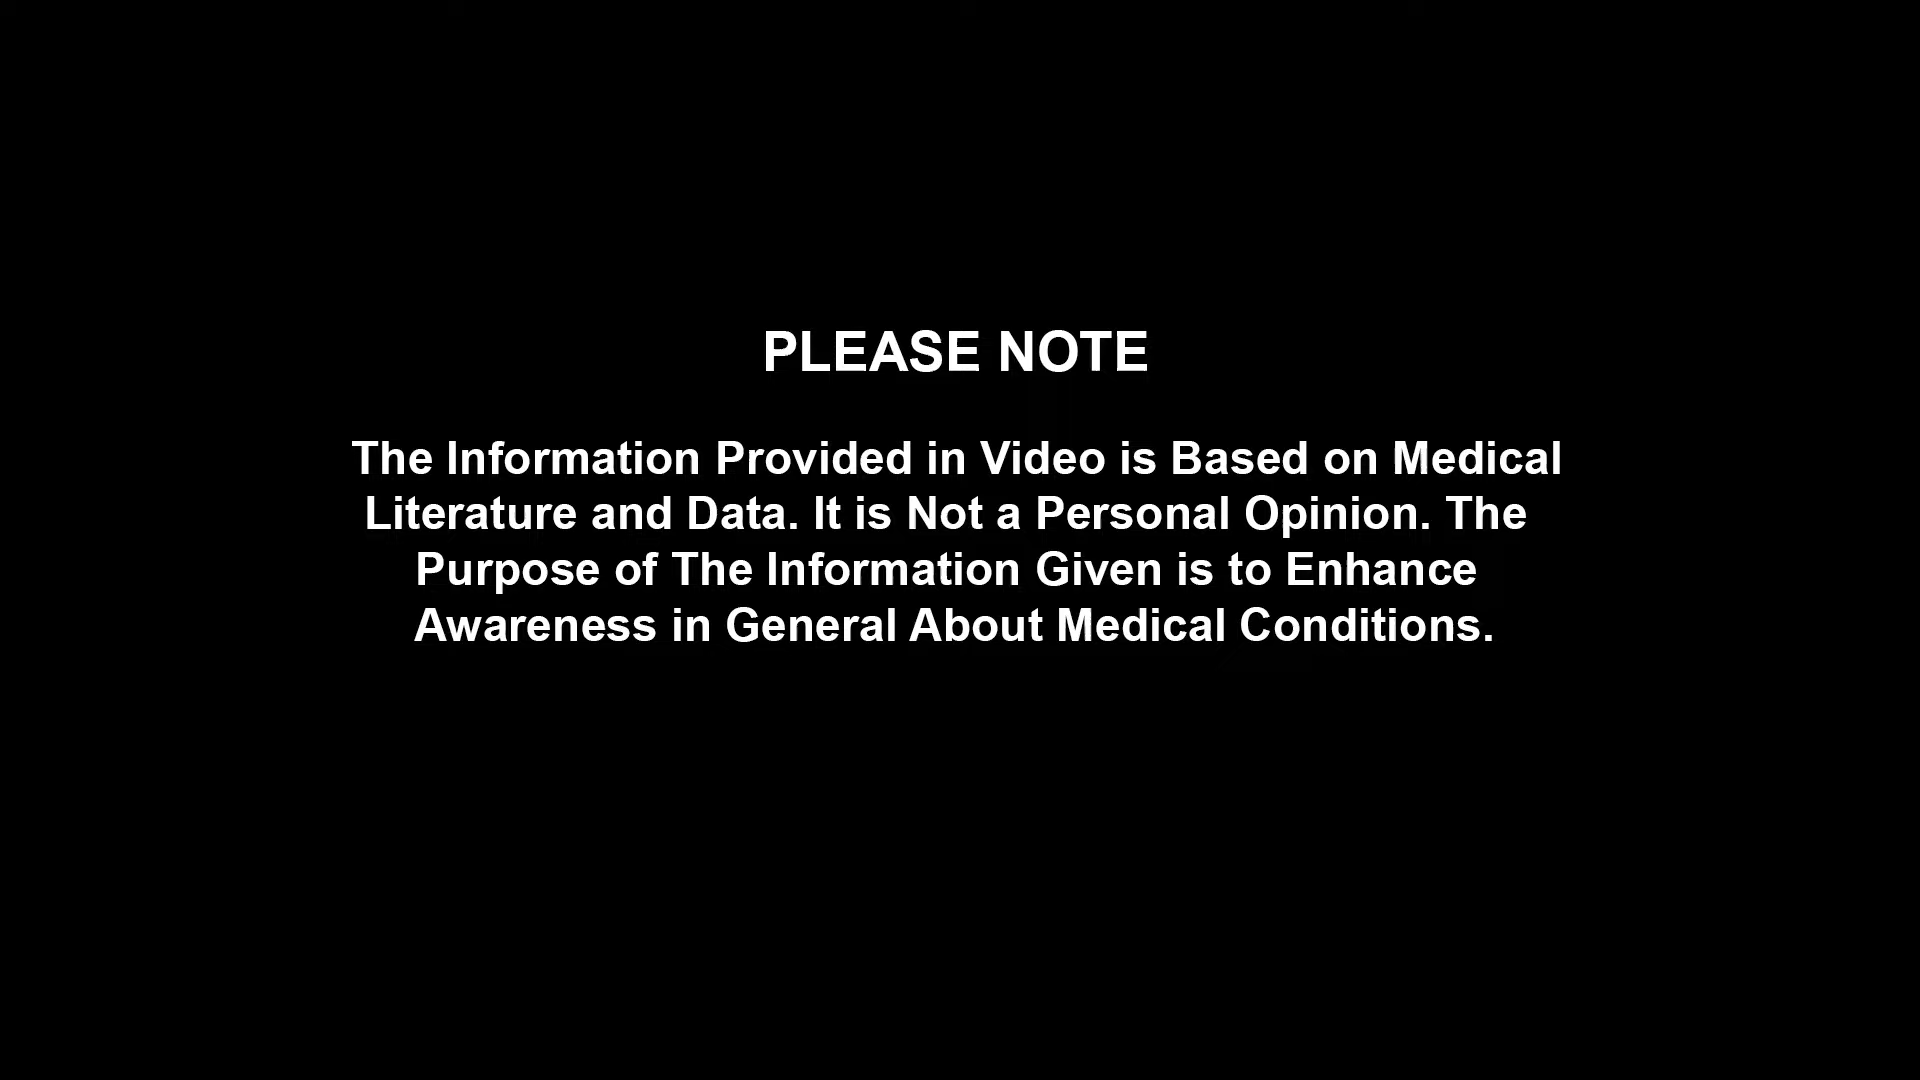 PLEASE NOTE
The Information Provided in Video is Based on Medical
Literature and Data. It is Not a Personal Opinion. The
Purpose of The Information Given is to Enhance
Awareness in General About Medical Conditions.